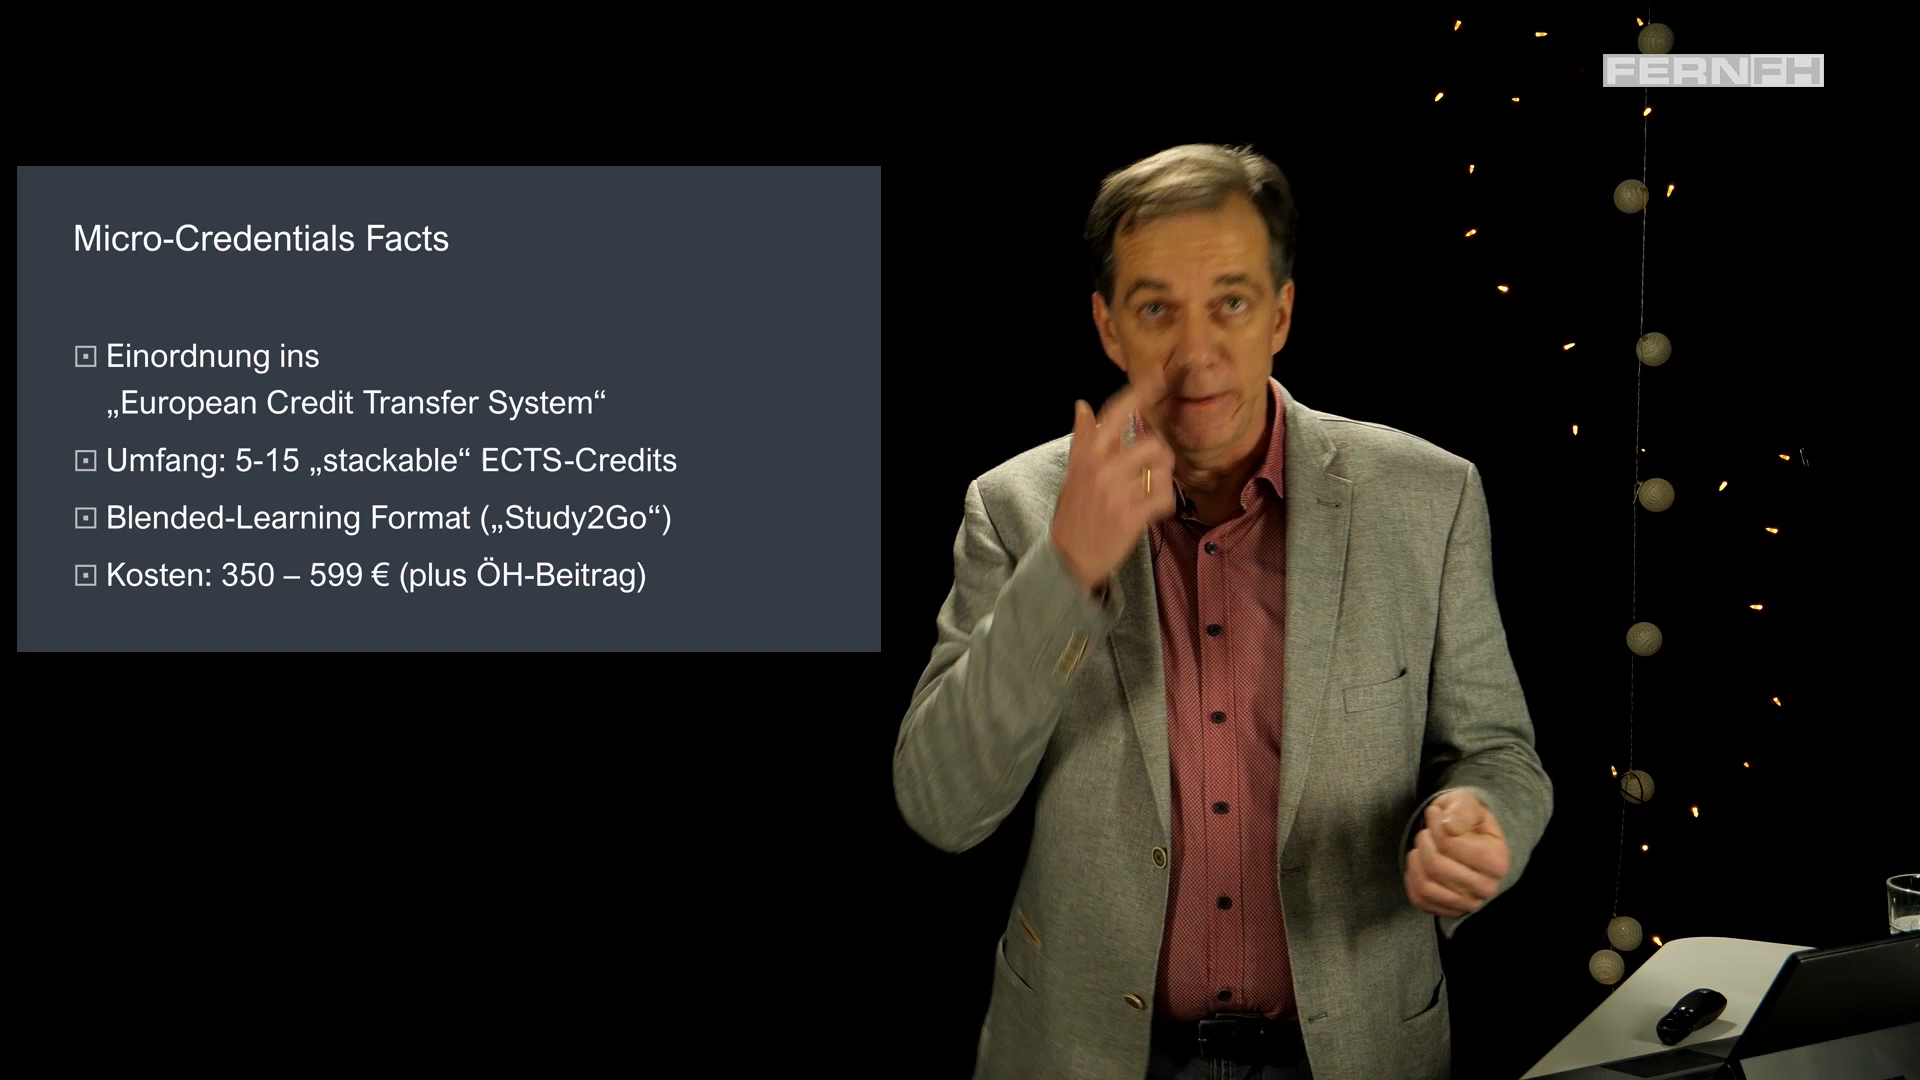 FERNFH
Micro-Credentials Facts
Einordnung ins
„European Credit Transfer System“
Umfang: 5-15 „stackable“ ECTS-Credits
Blended-Learning Format („Study2Go“)
Kosten: 350 – 599 € (plus ÖH-Beitrag)